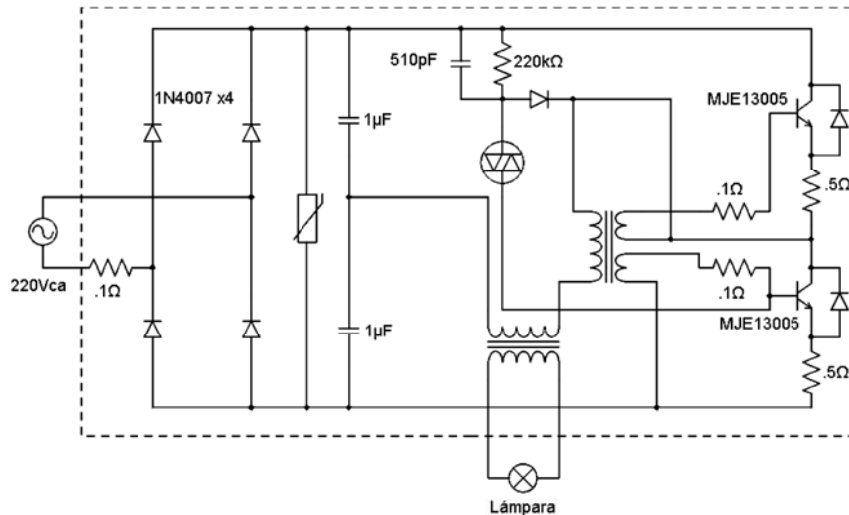 510pF
220kΩ
1N4007 x4
MJE13005
1µF
.1Ω
.5Ω
220Vca
.1Ω
.1Ω
MJE13005
1µF
.5Ω
Lámpara